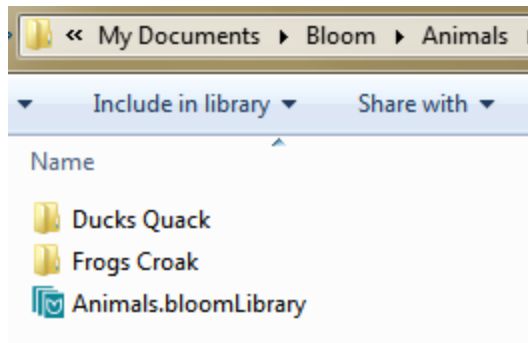 « My Documents ▸ Bloom ▸ Animals
Include in library ▾ Share with ▾
Name
Ducks Quack
Frogs Croak
Animals.bloomLibrary